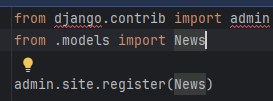 from django.contrib import admin
from .models import News
admin.site.register(News)